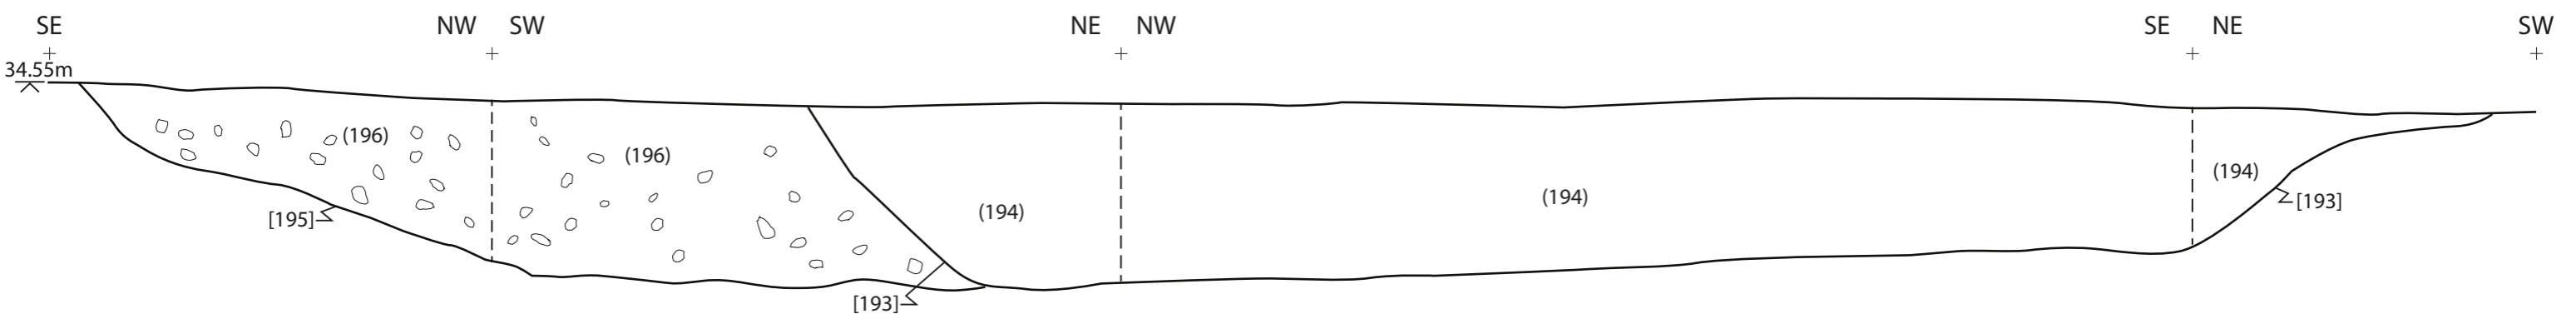 SE NW SW NE NW SE NE SW
34.55m
(196) (196) (194) (194) (194)
[195] [193]
[193]